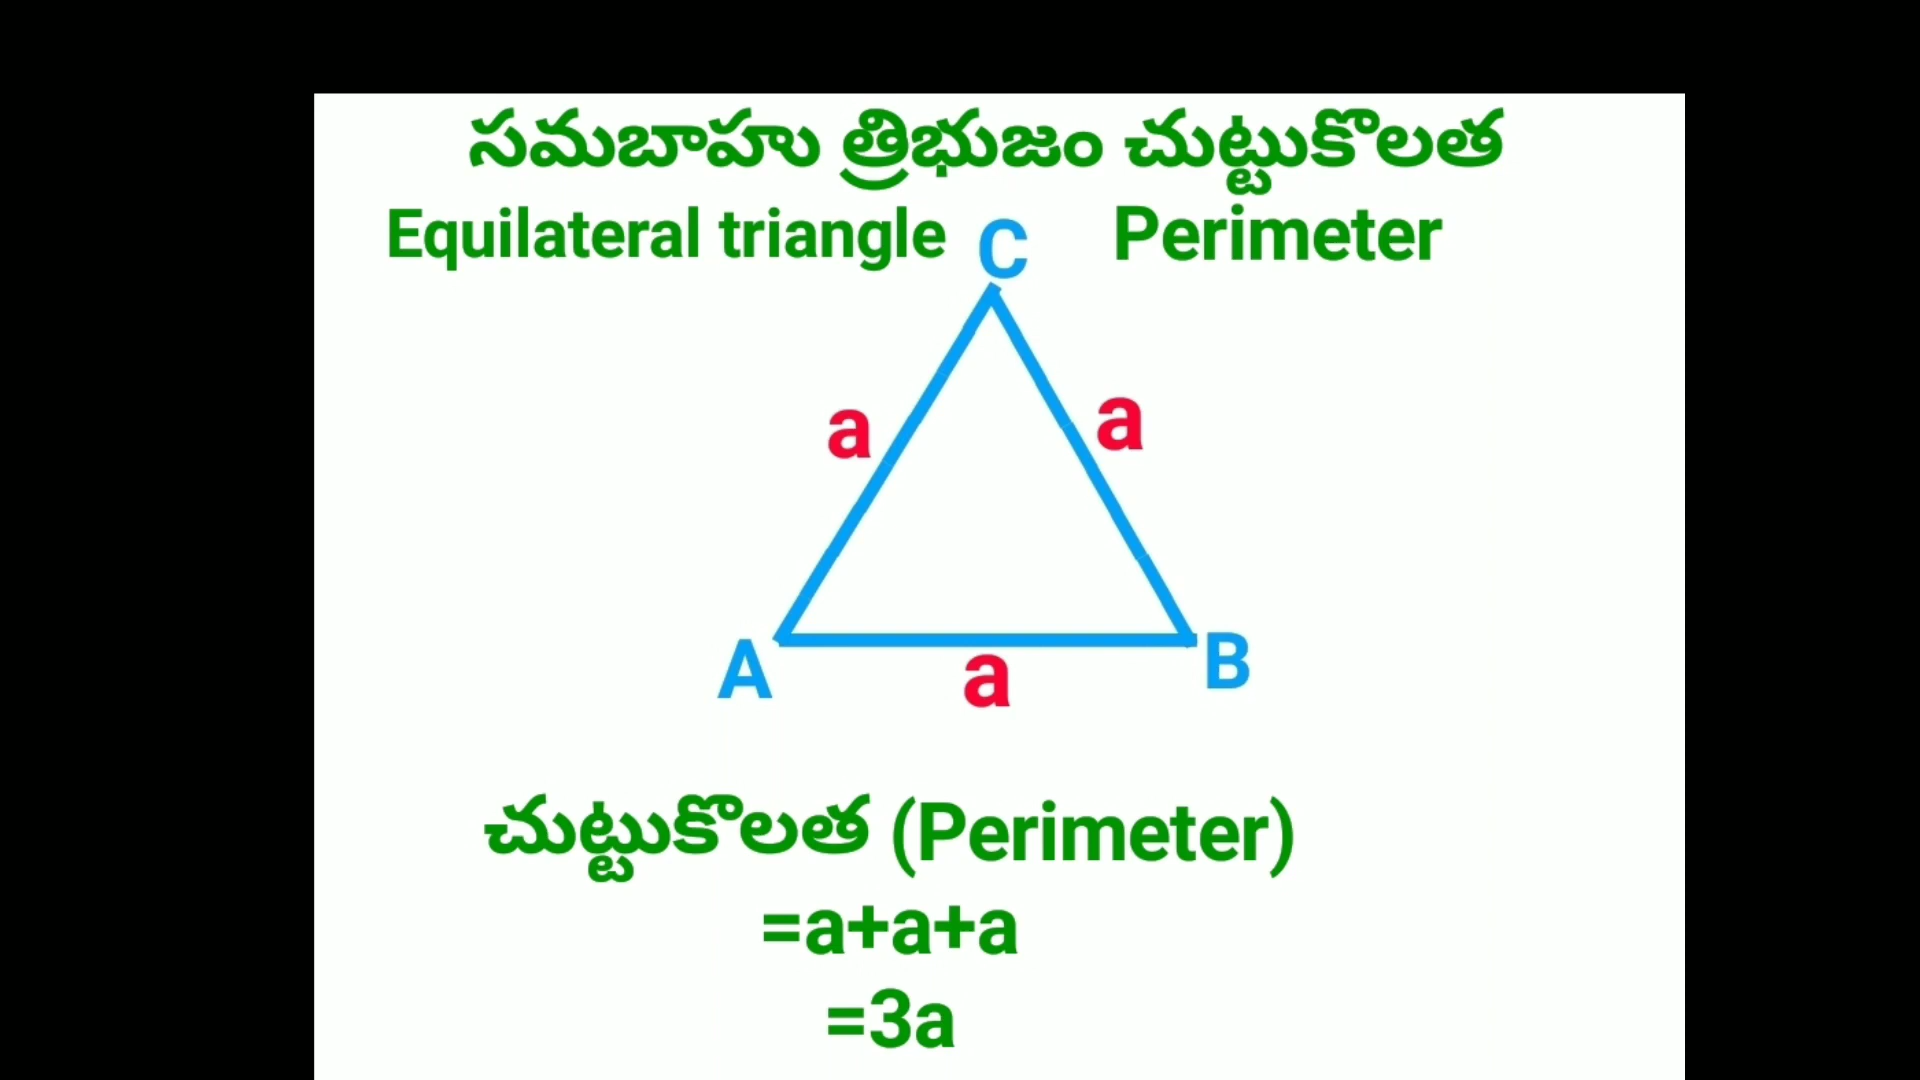 సమబాహు త్రిభుజం చుట్టుకొలత
Equilateral triangle C Perimeter
a a
A a B
చుట్టుకొలత (Perimeter)
=a+a+a
=3a